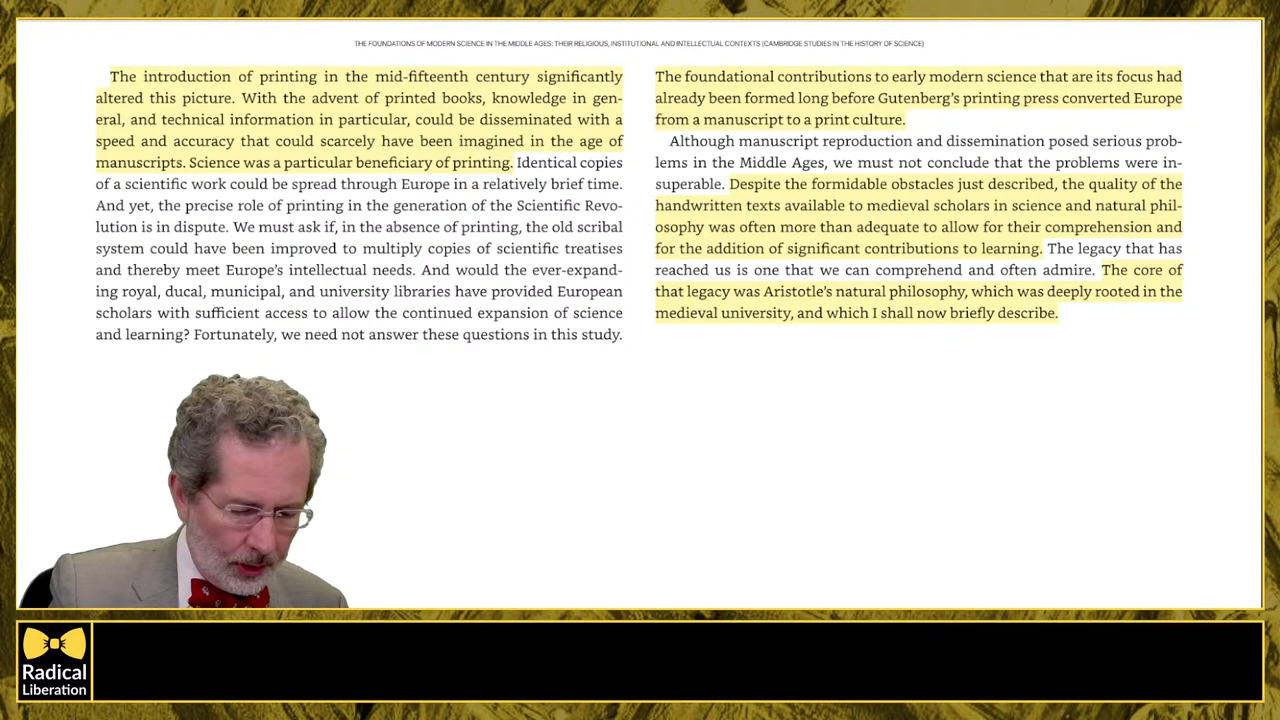 THE FOUNDATIONS OF MODERN SCIENCE IN THE MIDDLE AGES: THEIR RELIGIOUS, INSTITUTIONAL AND INTELLECTUAL CONTEXTS (CAMBRIDGE STUDIES IN THE HISTORY OF SCIENCE)
The introduction of printing in the mid-fifteenth century significantly
altered this picture. With the advent of printed books, knowledge in gen-
eral, and technical information in particular, could be disseminated with a
speed and accuracy that could scarcely have been imagined in the age of
manuscripts. Science was a particular beneficiary of printing. Identical copies
of a scientific work could be spread through Europe in a relatively brief time.
And yet, the precise role of printing in the generation of the Scientific Revo-
lution is in dispute. We must ask if, in the absence of printing, the old scribal
system could have been improved to multiply copies of scientific treatises
and thereby meet Europe's intellectual needs. And would the ever-expand-
ing royal, ducal, municipal, and university libraries have provided European
scholars with sufficient access to allow the continued expansion of science
and learning? Fortunately, we need not answer these questions in this study.
The foundational contributions to early modern science that are its focus had
already been formed long before Gutenberg's printing press converted Europe
from a manuscript to a print culture.
Although manuscript reproduction and dissemination posed serious prob-
lems in the Middle Ages, we must not conclude that the problems were in-
superable. Despite the formidable obstacles just described, the quality of the
handwritten texts available to medieval scholars in science and natural phil-
osophy was often more than adequate to allow for their comprehension and
for the addition of significant contributions to learning. The legacy that has
reached us is one that we can comprehend and often admire. The core of
that legacy was Aristotle's natural philosophy, which was deeply rooted in the
medieval university, and which I shall now briefly describe.
Radical
Liberation